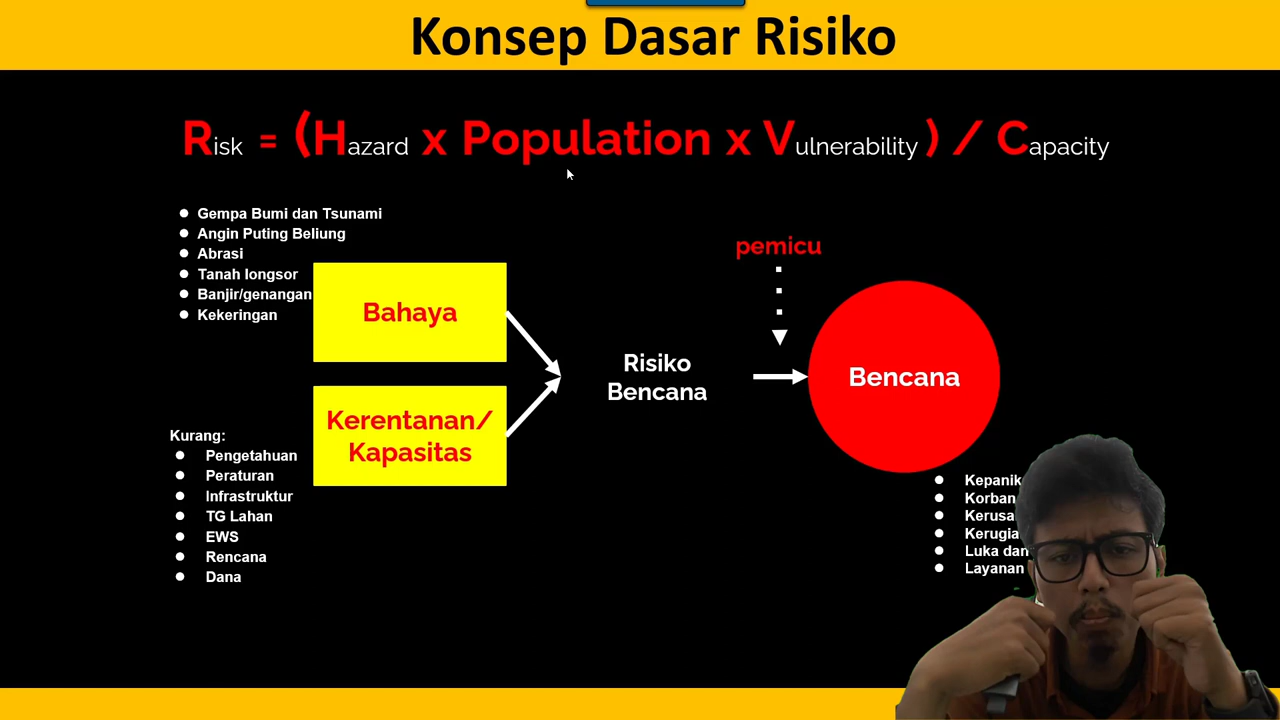 Konsep Dasar Risiko
Risk = (Hazard x Population x Vulnerability ) / Capacity
Gempa Bumi dan Tsunami
Angin Puting Beliung
Abrasi
Tanah longsor
Banjir/genangan
Kekeringan
Bahaya
Kurang:
Pengetahuan
Peraturan
Infrastruktur
TG Lahan
EWS
Rencana
Dana
Kerentanan/
Kapasitas
Risiko
Bencana
pemicu
Bencana
Korban
Luka dan
Layanan